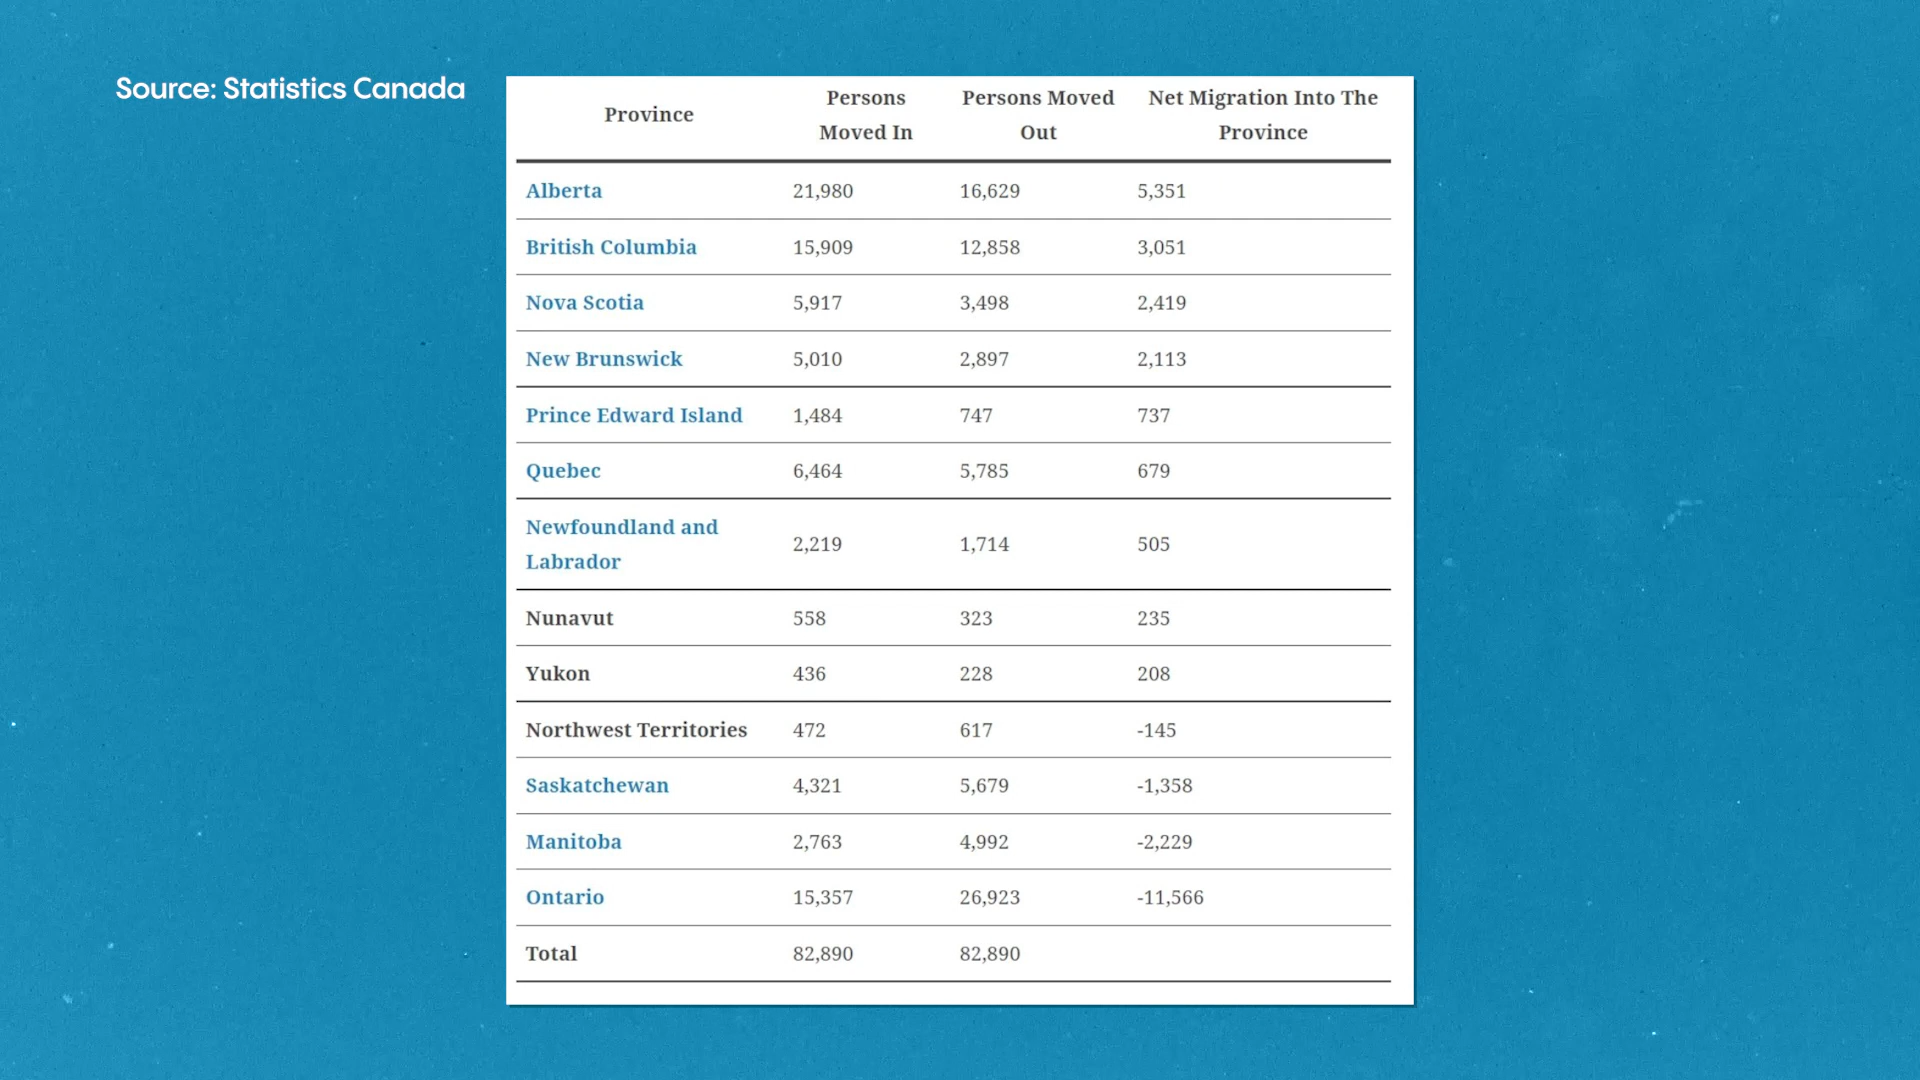 Source: Statistics Canada
Province Persons Moved In Persons Moved Out Net Migration Into The Province
Alberta 21,980 16,629 5,351
British Columbia 15,909 12,858 3,051
Nova Scotia 5,917 3,498 2,419
New Brunswick 5,010 2,897 2,113
Prince Edward Island 1,484 747 737
Quebec 6,464 5,785 679
Newfoundland and Labrador 2,219 1,714 505
Nunavut 558 323 235
Yukon 436 228 208
Northwest Territories 472 617 -145
Saskatchewan 4,321 5,679 -1,358
Manitoba 2,763 4,992 -2,229
Ontario 15,357 26,923 -11,566
Total 82,890 82,890